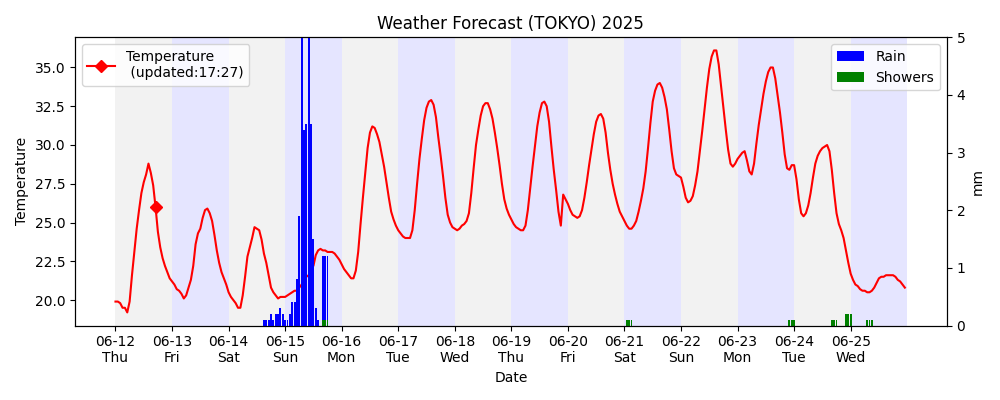 Weather Forecast (TOKYO) 2025
Temperature
(updated:17:27)
Rain
Showers
Temperature
35.0
32.5
30.0
27.5
25.0
22.5
20.0
5
4
3
2
1
0
mm
06-12 06-13 06-14 06-15 06-16 06-17 06-18 06-19 06-20 06-21 06-22 06-23 06-24 06-25
Thu Fri Sat Sun Mon Tue Wed Thu Fri Sat Sun Mon Tue Wed
Date